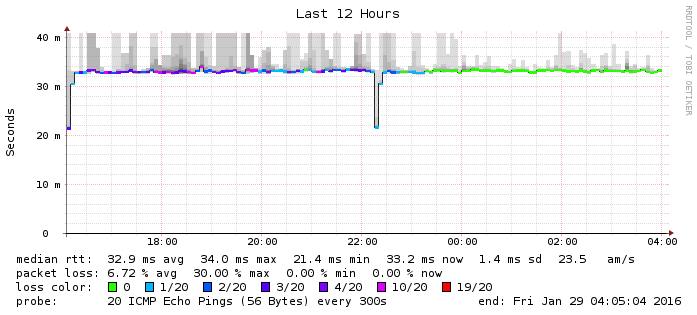 Last 12 Hours
RRDTOOL / TOBI OETIKER
Seconds
40 m
30 m
20 m
10 m
0
18:00 20:00 22:00 00:00 02:00 04:00
median rtt: 32.9 ms avg 34.0 ms max 21.4 ms min 33.2 ms now 1.4 ms sd 23.5 am/s
packet loss: 6.72 % avg 30.00 % max 0.00 % min 0.00 % now
loss color: 0 1/20 2/20 3/20 4/20 10/20 19/20
probe: 20 ICMP Echo Pings (56 Bytes) every 300s end: Fri Jan 29 04:05:04 2016